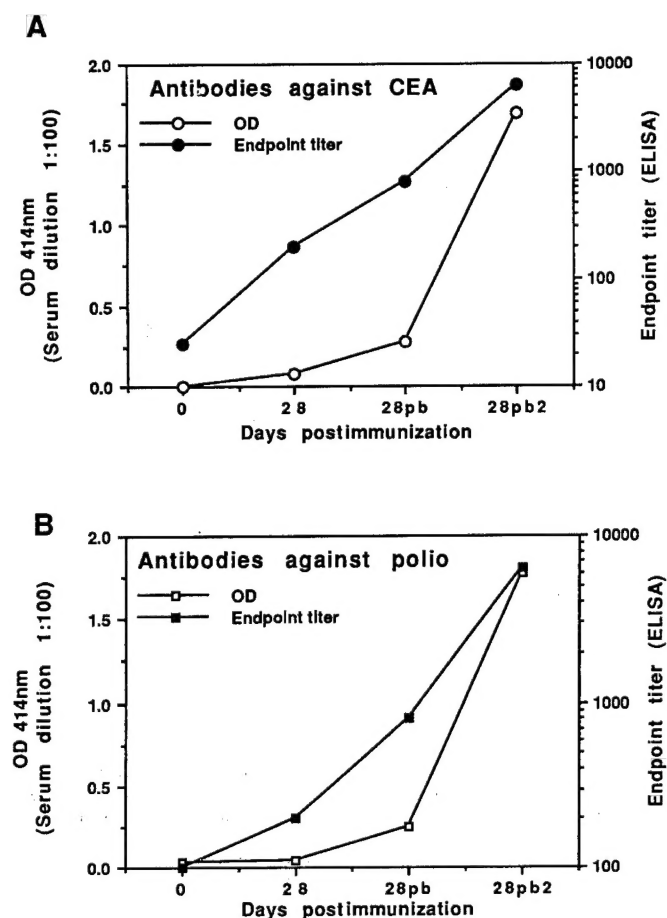 A
Antibodies against CEA
OD
Endpoint titer
2.0
1.5
1.0
0.5
0.0
OD 414nm
(Serum dilution 1:100)
10000
1000
100
10
Endpoint titer (ELISA)
0 28 28pb 28pb2
Days postimmunization
B
Antibodies against polio
OD
Endpoint titer
2.0
1.5
1.0
0.5
0.0
OD 414nm
(Serum dilution 1:100)
10000
1000
100
Endpoint titer (ELISA)
0 28 28pb 28pb2
Days postimmunization